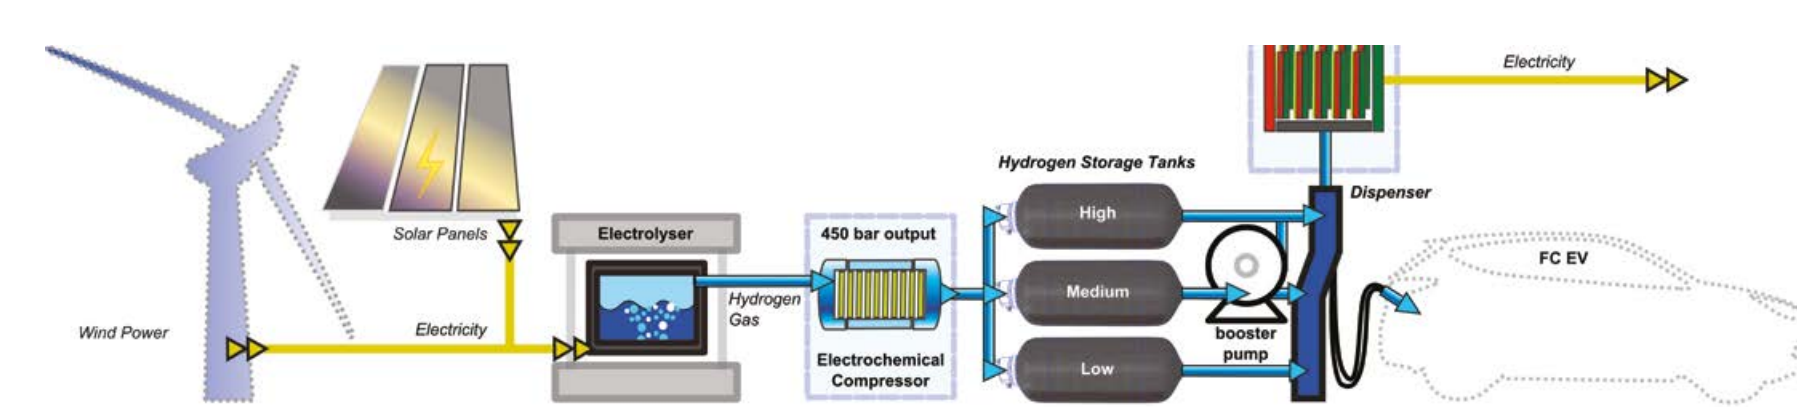 Electricity
Hydrogen Storage Tanks
Dispenser
High
Solar Panels
Electrolyser
450 bar output
FC EV
Medium
Hydrogen
Gas
Wind Power
Electricity
booster
pump
Electrochemical
Compressor
Low